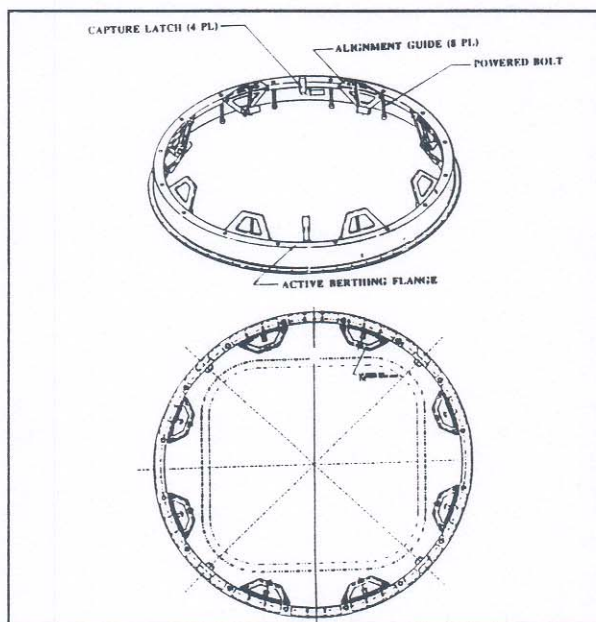 CAPTURE LATCH (4 PL)
ALIGNMENT GUIDE (8 PL)
POWERED BOLT
ACTIVE BERTHING FLANGE